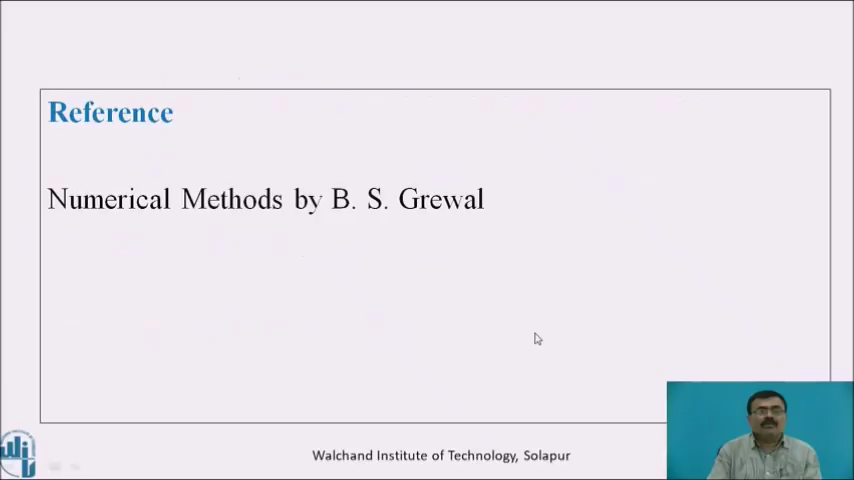 Reference
Numerical Methods by B. S. Grewal
Walchand Institute of Technology, Solapur